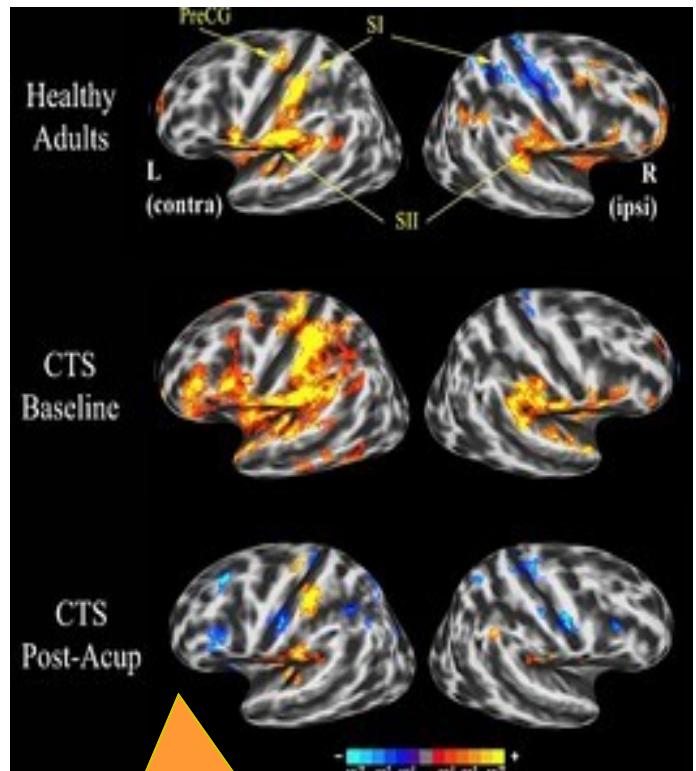 PreCG
SI
Healthy
Adults
L
R
(contra)
(ipsi)
SII
CTS
Baseline
CTS
Post-Acup
- +